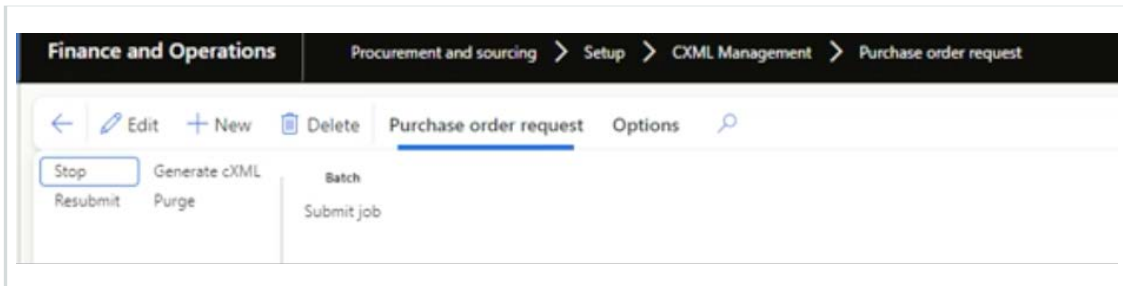 Finance and Operations Procurement and sourcing > Setup > CXML Management > Purchase order request
Edit + New Delete Purchase order request Options
Stop Generate cXML Batch
Resubmit Purge Submit job